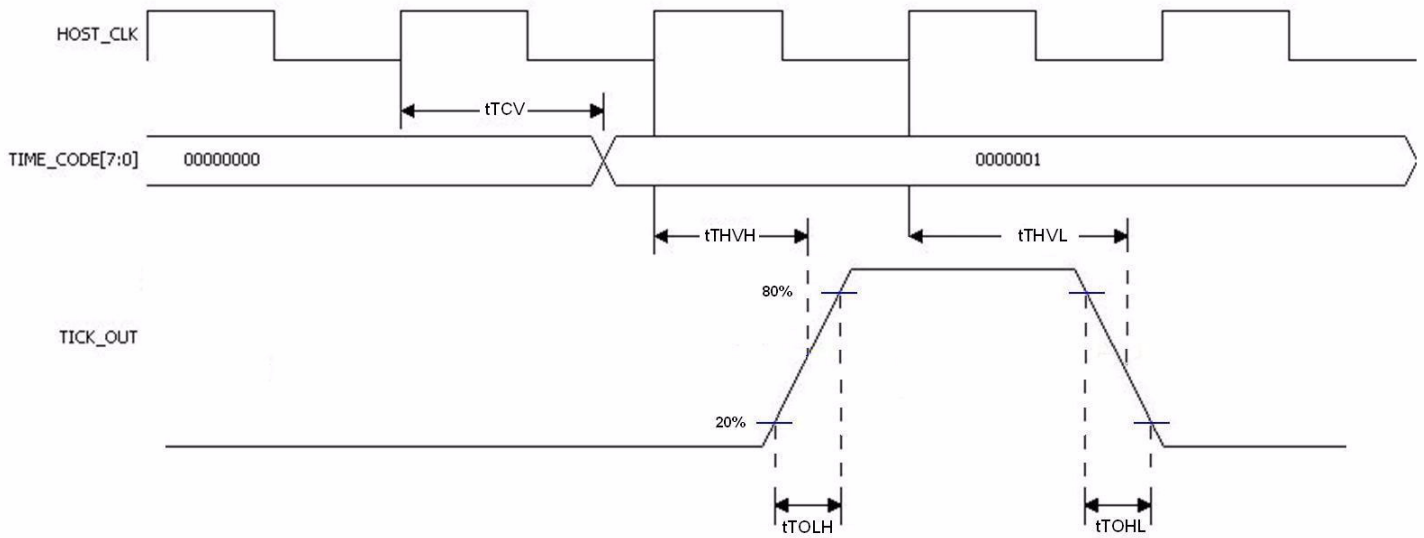 HOST_CLK
tTCV
TIME_CODE[7:0]
00000000
0000001
tTHVH
tTHVL
80%
TICK_OUT
20%
tTOLH
tTOHL